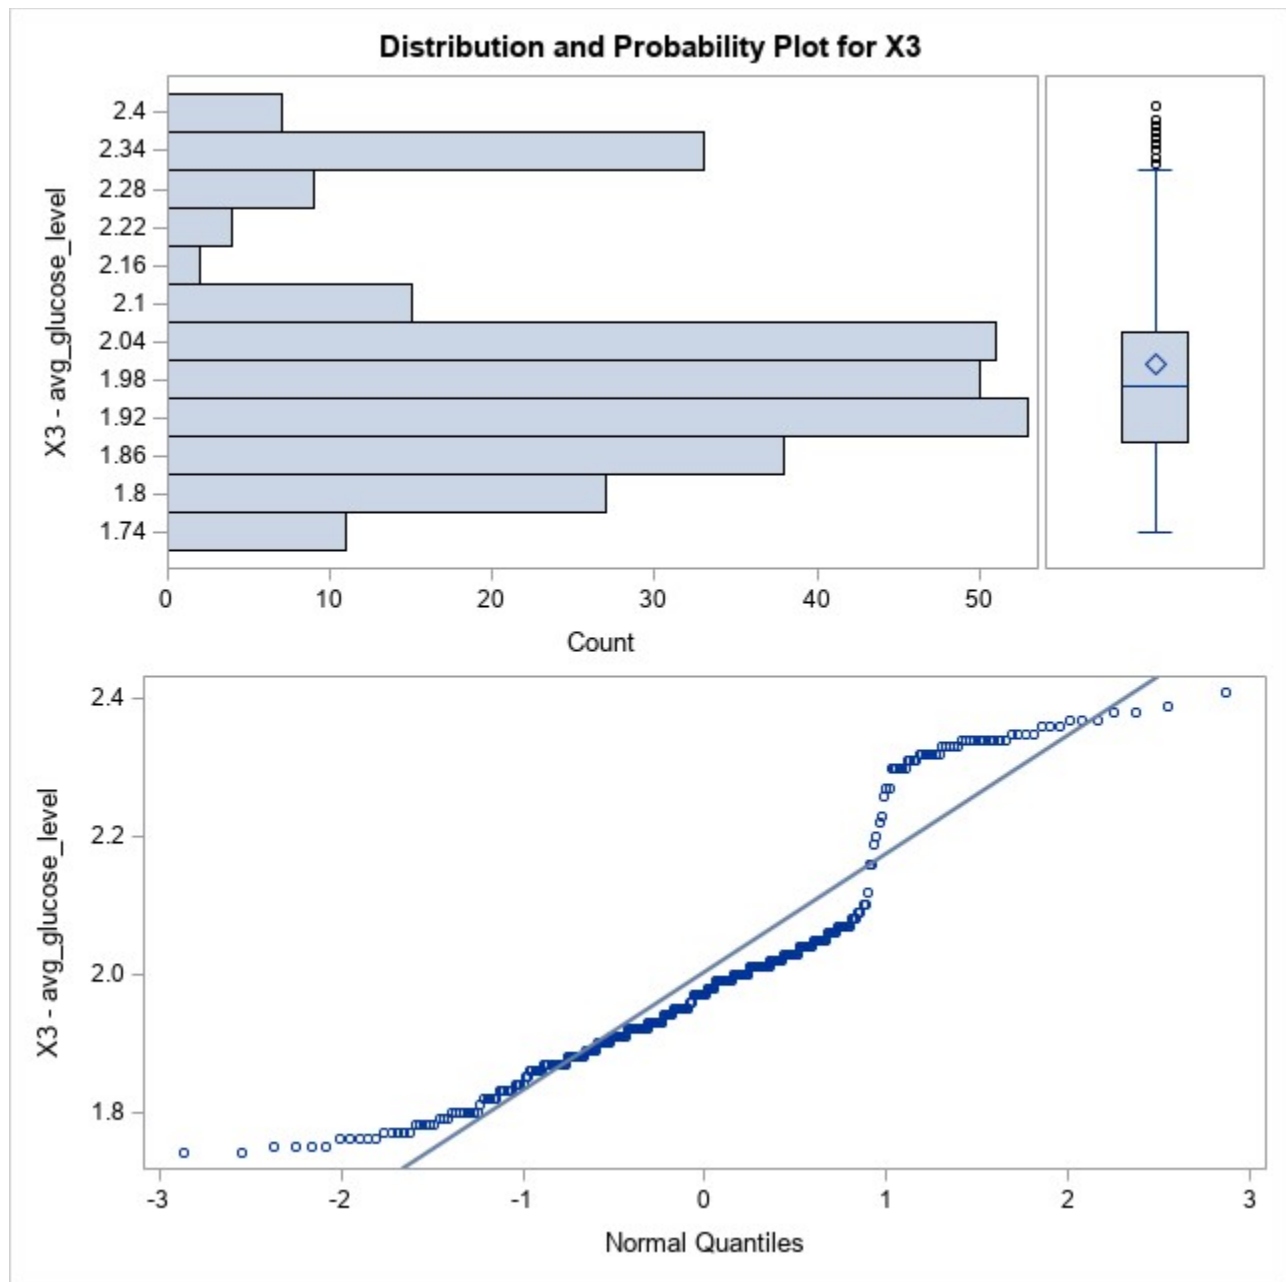 Distribution and Probability Plot for X3
X3 - avg_glucose_level
2.4
2.34
2.28
2.22
2.16
2.1
2.04
1.98
1.92
1.86
1.8
1.74
0 10 20 30 40 50
Count
X3 - avg_glucose_level
2.4
2.2
2.0
1.8
-3 -2 -1 0 1 2 3
Normal Quantiles